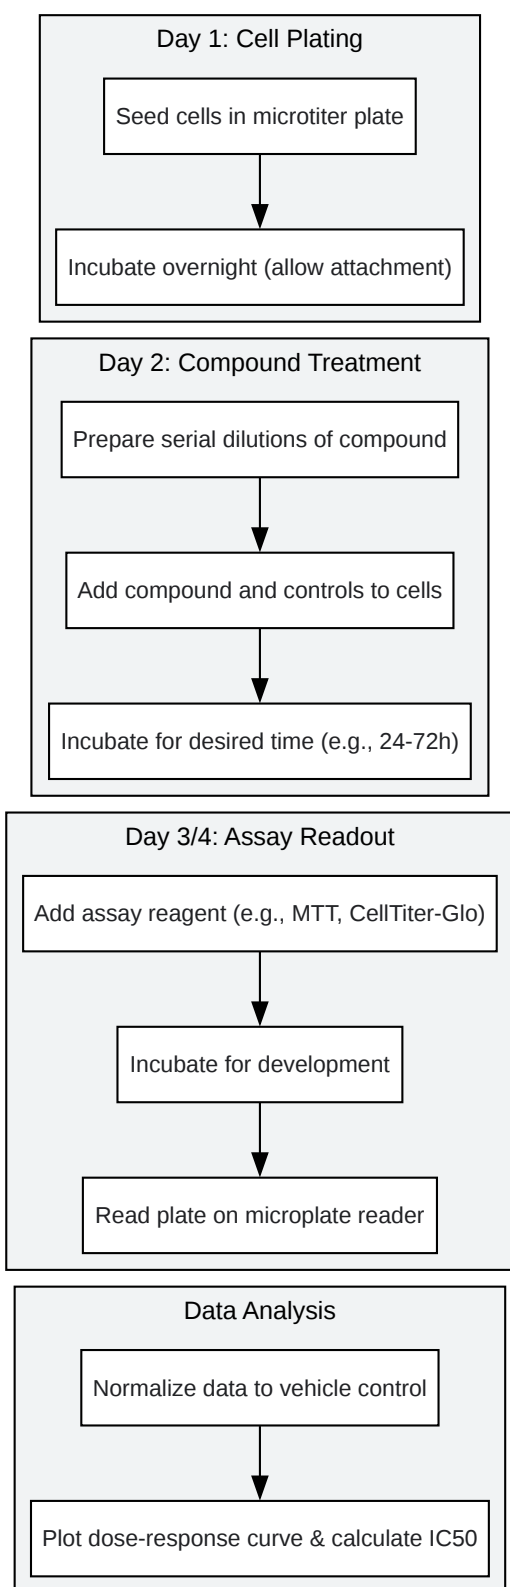 Day 1: Cell Plating
Seed cells in microtiter plate
Incubate overnight (allow attachment)
Day 2: Compound Treatment
Prepare serial dilutions of compound
Add compound and controls to cells
Incubate for desired time (e.g., 24-72h)
Day 3/4: Assay Readout
Add assay reagent (e.g., MTT, CellTiter-Glo)
Incubate for development
Read plate on microplate reader
Data Analysis
Normalize data to vehicle control
Plot dose-response curve & calculate IC50